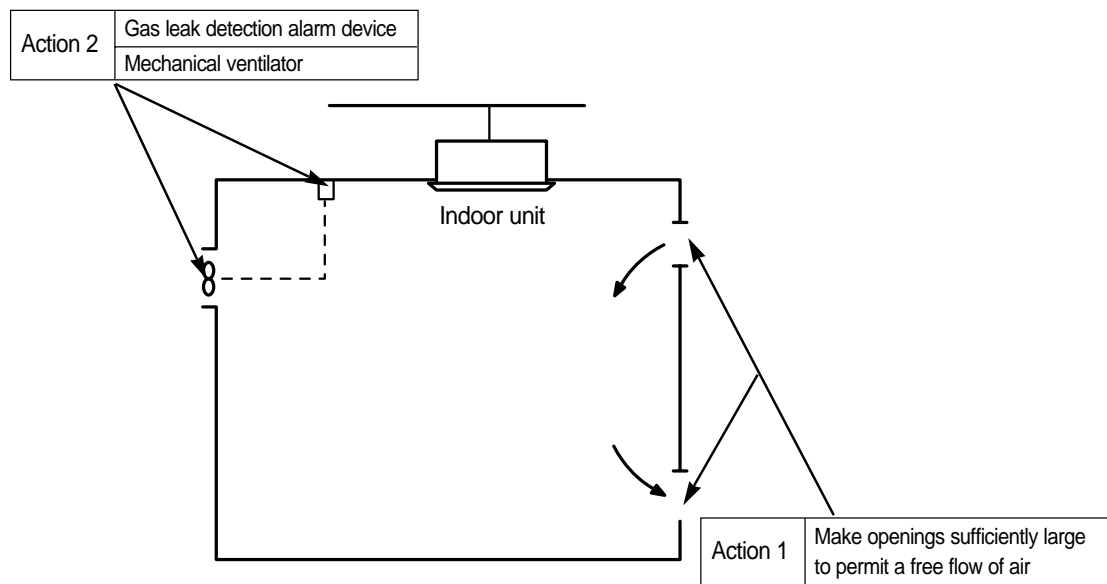 Action 2
Gas leak detection alarm device
Mechanical ventilator
Indoor unit
Action 1
Make openings sufficiently large
to permit a free flow of air